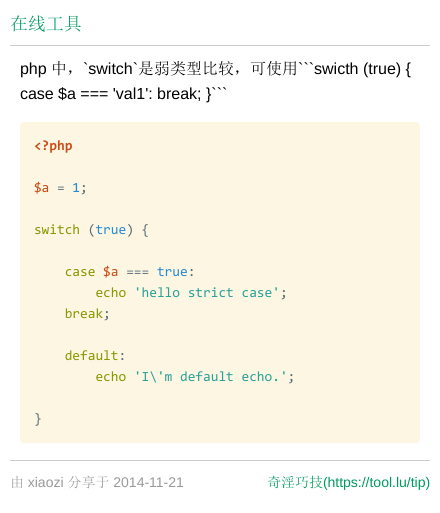 在线工具
php 中，`switch`是弱类型比较，可使用```swicth (true) {
case $a === 'val1': break; }```
<?php
$a = 1;
switch (true) {
    case $a === true:
        echo 'hello strict case';
    break;
    default:
        echo 'I\'m default echo.';
}
由 xiaozi 分享于 2014-11-21
奇淫巧技(https://tool.lu/tip)